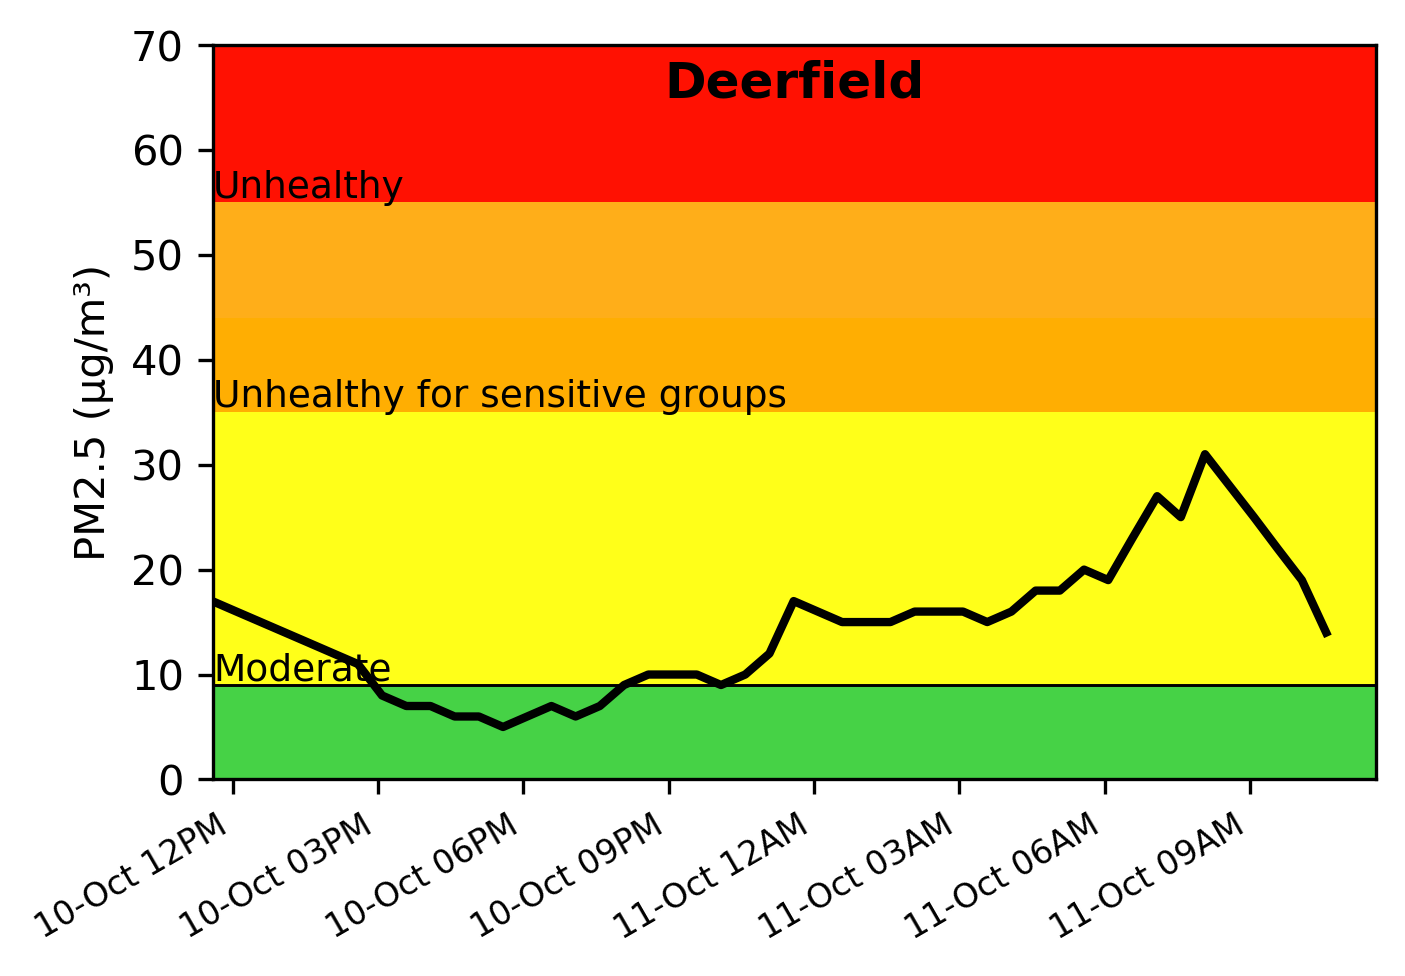 Deerfield
PM2.5 (µg/m³)
70
60
50
40
30
20
10
0
Unhealthy
Unhealthy for sensitive groups
Moderate
10-Oct 12PM
10-Oct 03PM
10-Oct 06PM
10-Oct 09PM
11-Oct 12AM
11-Oct 03AM
11-Oct 06AM
11-Oct 09AM